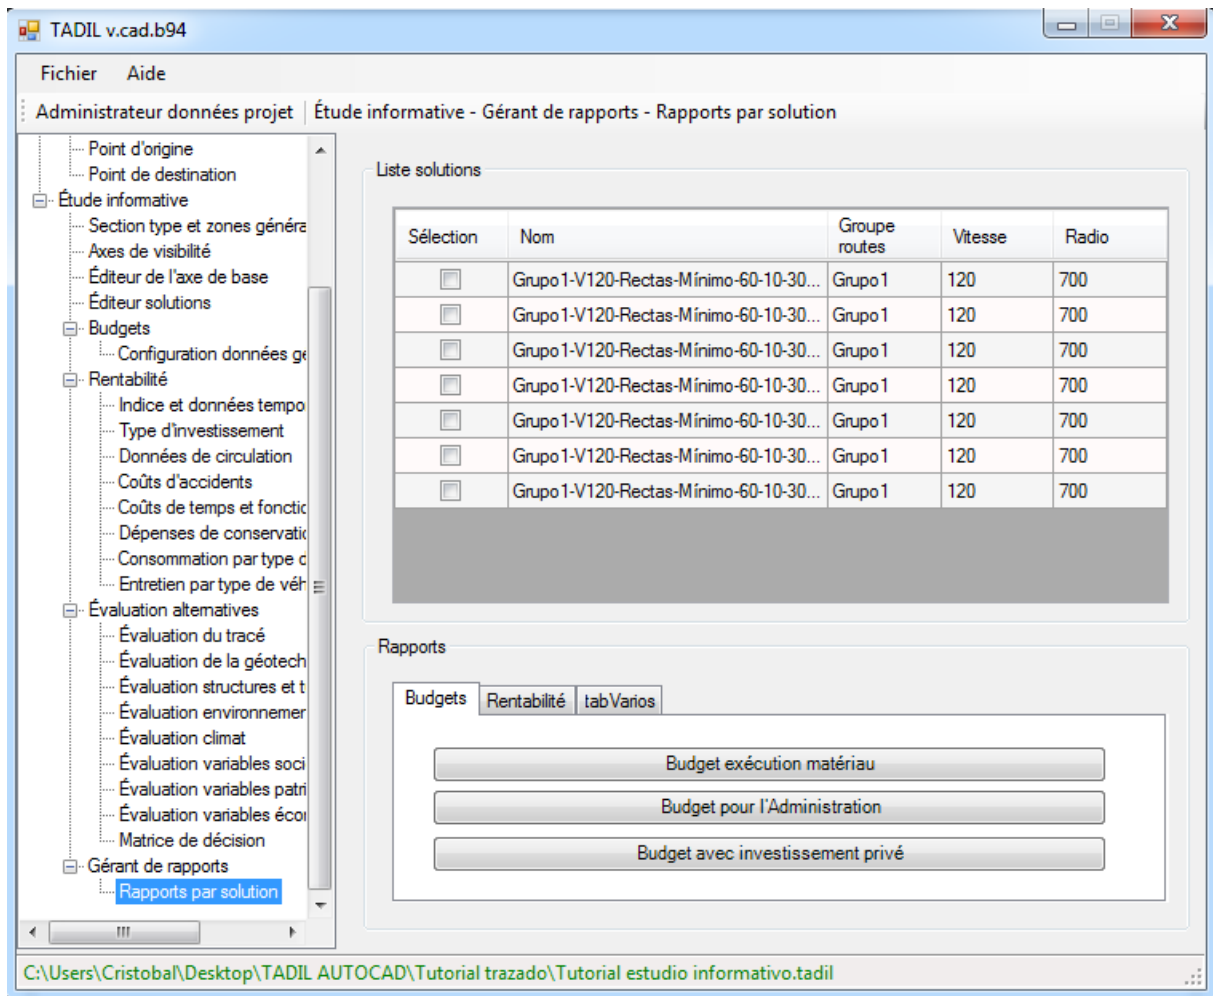 TADIL v.cad.b94
Fichier Aide
Administrateur données projet Étude informative - Gérant de rapports - Rapports par solution
Point d'origine
Point de destination
Étude informative
Section type et zones généra
Axes de visibilité
Éditeur de l'axe de base
Éditeur solutions
Budgets
Configuration données ge
Rentabilité
Indice et données tempo
Type d'investissement
Données de circulation
Coûts d'accidents
Coûts de temps et fonctio
Dépenses de conservatio
Consommation par type d
Entretien par type de véh
Évaluation alternatives
Évaluation du tracé
Évaluation de la géotech
Évaluation structures et t
Évaluation environnemer
Évaluation climat
Évaluation variables soci
Évaluation variables patri
Évaluation variables écor
Matrice de décision
Gérant de rapports
Rapports par solution
Liste solutions
Sélection Nom Groupe routes Vitesse Radio
Grupo1-V120-Rectas-Mínimo-60-10-30... Grupo1 120 700
Grupo1-V120-Rectas-Mínimo-60-10-30... Grupo1 120 700
Grupo1-V120-Rectas-Mínimo-60-10-30... Grupo1 120 700
Grupo1-V120-Rectas-Mínimo-60-10-30... Grupo1 120 700
Grupo1-V120-Rectas-Mínimo-60-10-30... Grupo1 120 700
Grupo1-V120-Rectas-Mínimo-60-10-30... Grupo1 120 700
Grupo1-V120-Rectas-Mínimo-60-10-30... Grupo1 120 700
Rapports
Budgets Rentabilité tabVarios
Budget exécution matériau
Budget pour l'Administration
Budget avec investissement privé
C:\Users\Cristobal\Desktop\TADIL AUTOCAD\Tutorial trazado\Tutorial estudio informativo.tadil